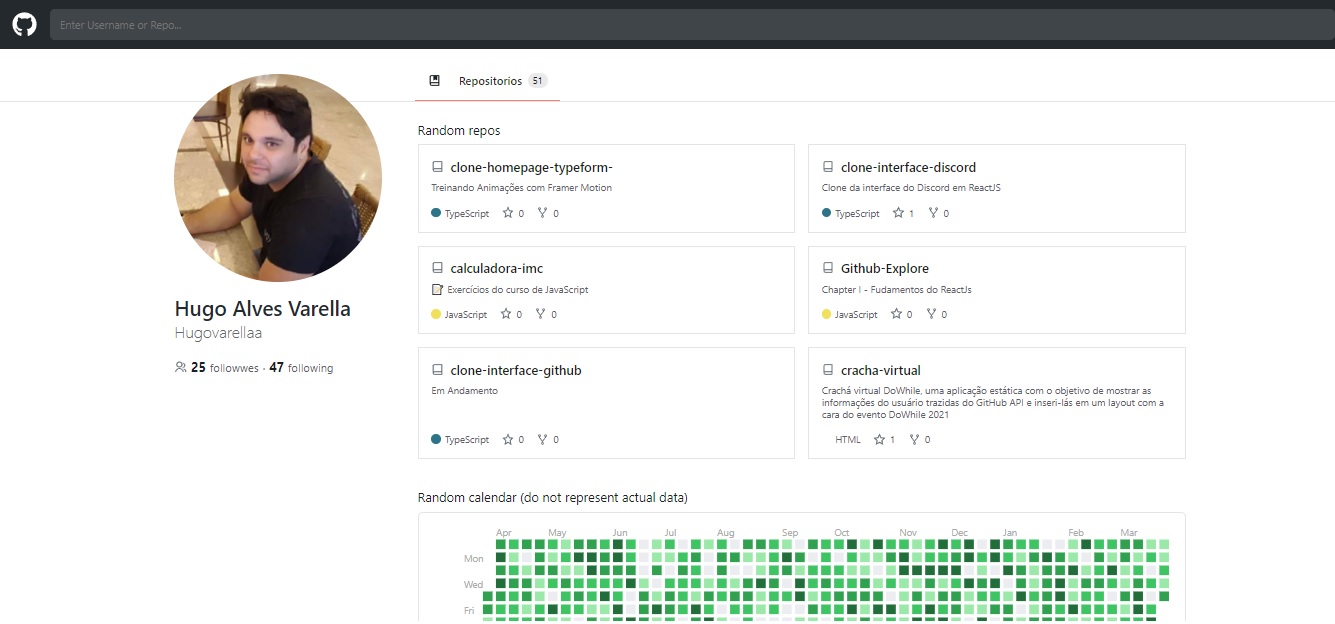 Enter Username or Repo...
Repositorios 51
Hugo Alves Varella
Hugovarellaa
25 followwes · 47 following
Random repos
clone-homepage-typeform-
Treinando Animações com Framer Motion
TypeScript 0 0
clone-interface-discord
Clone da interface do Discord em ReactJS
TypeScript 1 0
calculadora-imc
📝 Exercícios do curso de JavaScript
JavaScript 0 0
Github-Explore
Chapter I - Fudamentos do ReactJs
JavaScript 0 0
clone-interface-github
Em Andamento
TypeScript 0 0
cracha-virtual
Crachá virtual DoWhile, uma aplicação estática com o objetivo de mostrar as
informações do usuário trazidas do GitHub API e inseri-lás em um layout com a
cara do evento DoWhile 2021
HTML 1 0
Random calendar (do not represent actual data)
Apr May Jun Jul Aug Sep Oct Nov Dec Jan Feb Mar
Mon
Wed
Fri